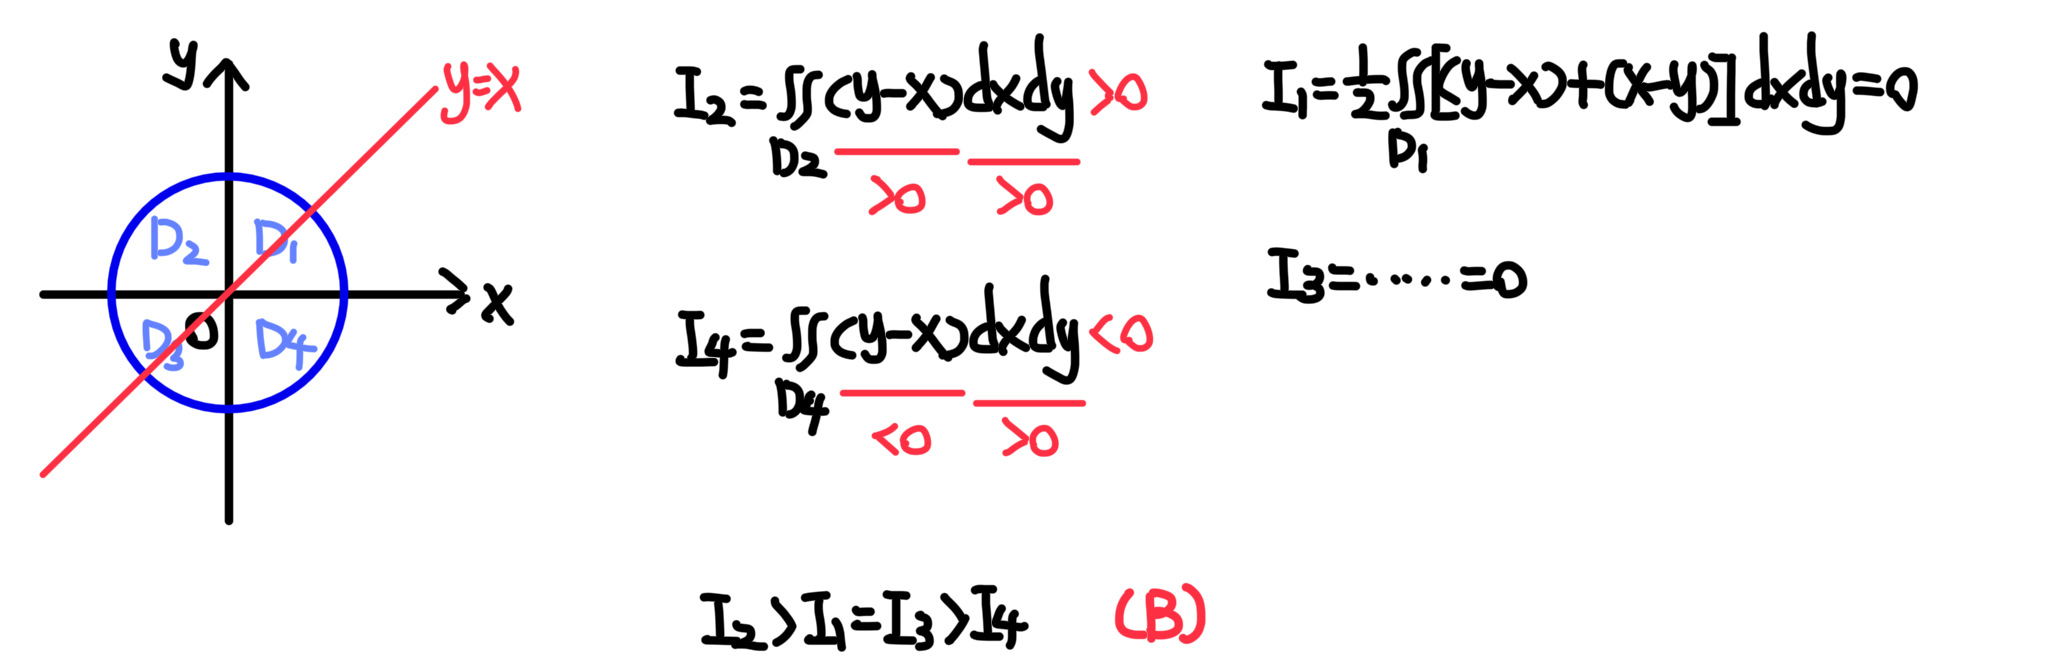 y
y=x
D2 D1
x
D3 O D4
I2=∬(y-x)dxdy>0
D2
>0 >0
I4=∬(y-x)dxdy<0
D4
<0 >0
I1=1/2∬[(y-x)+(x-y)]dxdy=0
D1
I3=.....=0
I2>I1=I3>I4 (B)